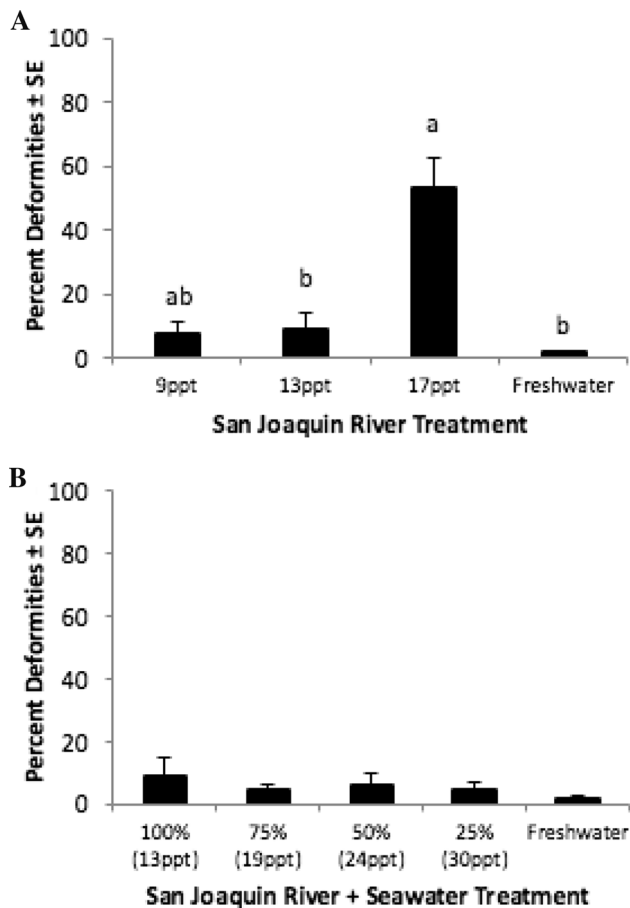 A
Percent Deformities ± SE
100
80
60
40
20
0
ab
b
a
b
9ppt 13ppt 17ppt Freshwater
San Joaquin River Treatment
B
Percent Deformities ± SE
100
80
60
40
20
0
100% 75% 50% 25% Freshwater
(13ppt) (19ppt) (24ppt) (30ppt)
San Joaquin River + Seawater Treatment